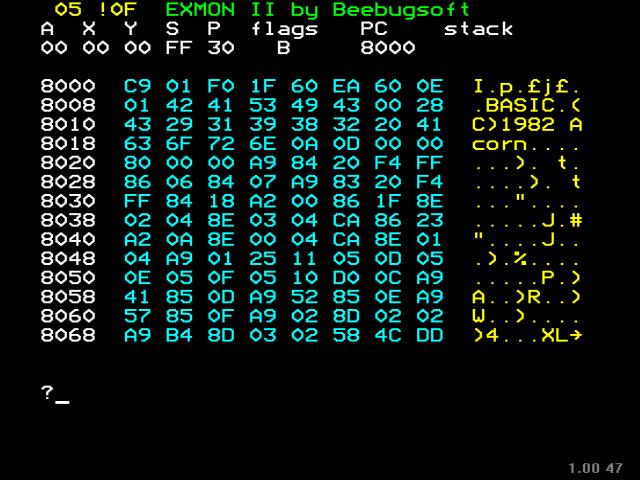 05 !0F EXMON II by Beebugsoft
A X Y S P flags PC stack
00 00 00 FF 30 B 8000
8000 C9 01 F0 1F 60 EA 60 0E I.p.£j£.
8008 01 42 41 53 49 43 00 28 .BASIC.(
8010 43 29 31 39 38 32 20 41 C)1982 A
8018 63 6F 72 6E 0A 0D 00 00 corn....
8020 80 00 00 A9 84 20 F4 FF ...). t.
8028 86 06 84 07 A9 83 20 F4 ....). t
8030 FF 84 18 A2 00 86 1F 8E ..."....
8038 02 04 8E 03 04 CA 86 23 .....J.#
8040 A2 0A 8E 00 04 CA 8E 01 "....J..
8048 04 A9 01 25 11 05 0D 05 .).%....
8050 0E 05 0F 05 10 D0 0C A9 .....P.)
8058 41 85 0D A9 52 85 0E A9 A..)R..)
8060 57 85 0F A9 02 8D 02 02 W..)....
8068 A9 B4 8D 03 02 58 4C DD )4...XL→
?_
1.00 47